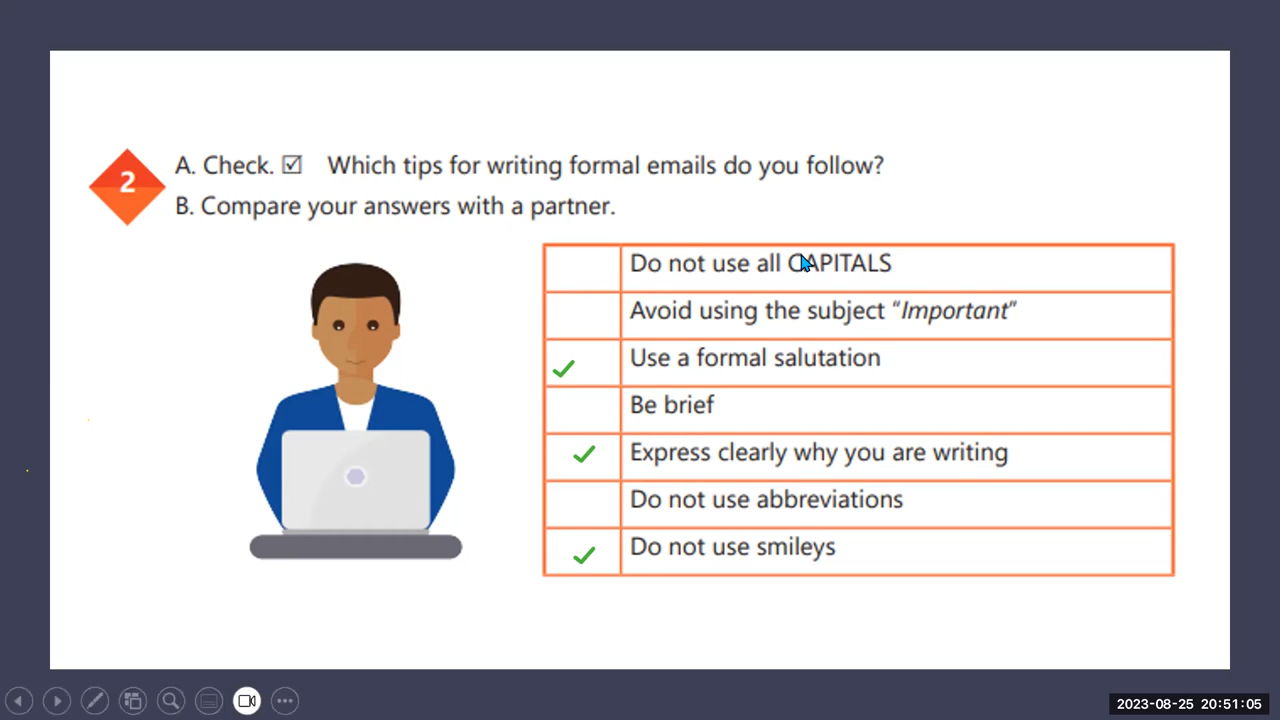 2
A. Check. ☑ Which tips for writing formal emails do you follow?
B. Compare your answers with a partner.
Do not use all CAPITALS
Avoid using the subject “Important”
Use a formal salutation
Be brief
Express clearly why you are writing
Do not use abbreviations
Do not use smileys
2023-08-25 20:51:05